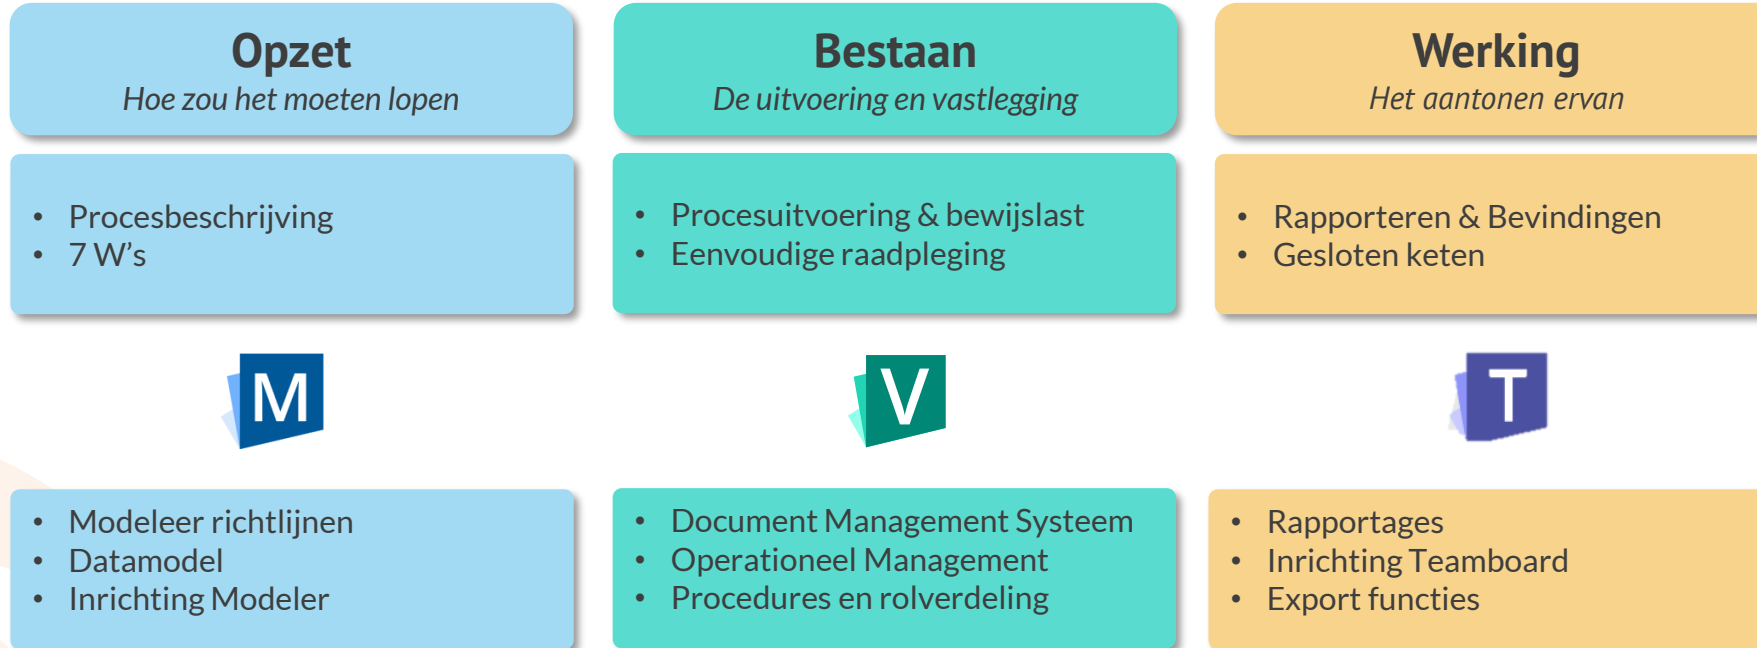 Opzet
Hoe zou het moeten lopen
• Procesbeschrijving
• 7 W’s
M
• Modeleer richtlijnen
• Datamodel
• Inrichting Modeler
Bestaan
De uitvoering en vastlegging
• Procesuitvoering & bewijslast
• Eenvoudige raadpleging
V
• Document Management Systeem
• Operationeel Management
• Procedures en rolverdeling
Werking
Het aantonen ervan
• Rapporteren & Bevindingen
• Gesloten keten
T
• Rapportages
• Inrichting Teamboard
• Export functies